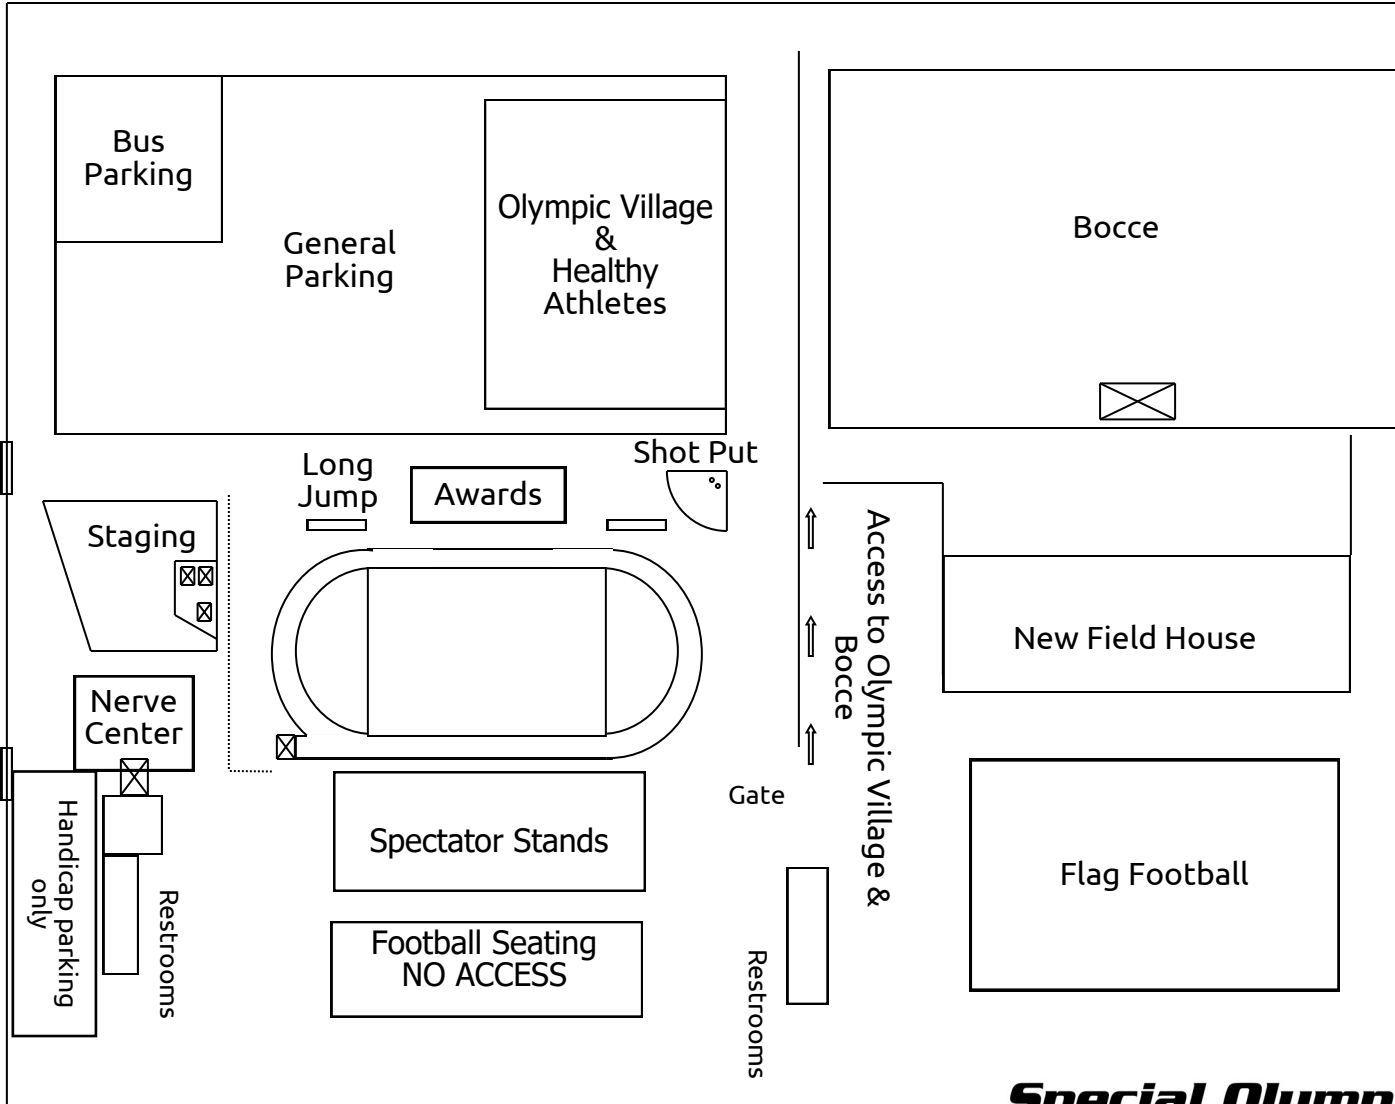 Bus
Parking
General
Parking
Olympic Village
&
Healthy
Athletes
Bocce
Long
Jump
Awards
Shot Put
Staging
Access to Olympic Village &
Bocce
New Field House
Nerve
Center
Gate
Handicap parking
only
Restrooms
Spectator Stands
Flag Football
Football Seating
NO ACCESS
Restrooms
Special Olymp